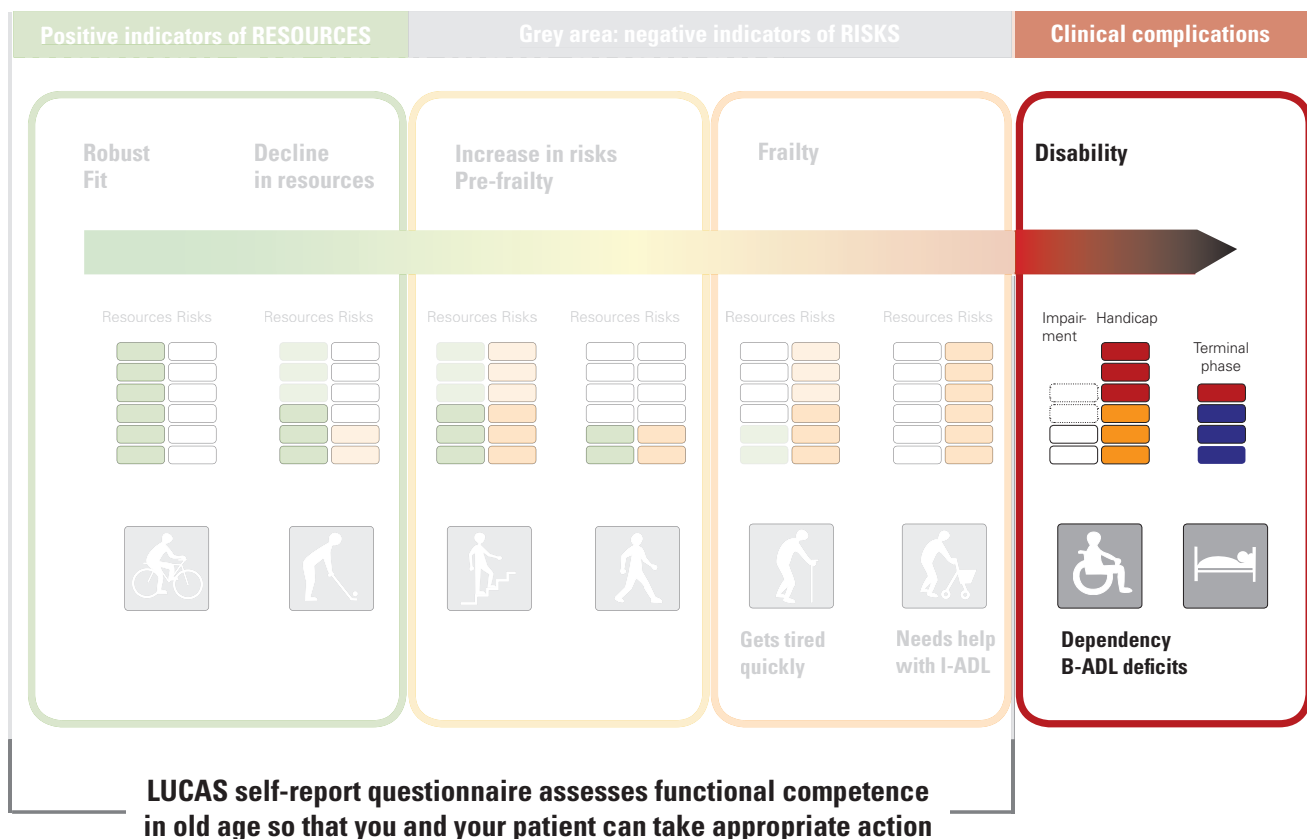 Positive indicators of RESOURCES
Grey area: negative indicators of RISKS
Clinical complications
Robust
Fit
Decline
in resources
Increase in risks
Pre-frailty
Frailty
Disability
Resources Risks
Resources Risks
Resources Risks
Resources Risks
Resources Risks
Resources Risks
Impair-
ment
Handicap
Terminal
phase
Gets tired
quickly
Needs help
with I-ADL
Dependency
B-ADL deficits
LUCAS self-report questionnaire assesses functional competence
in old age so that you and your patient can take appropriate action